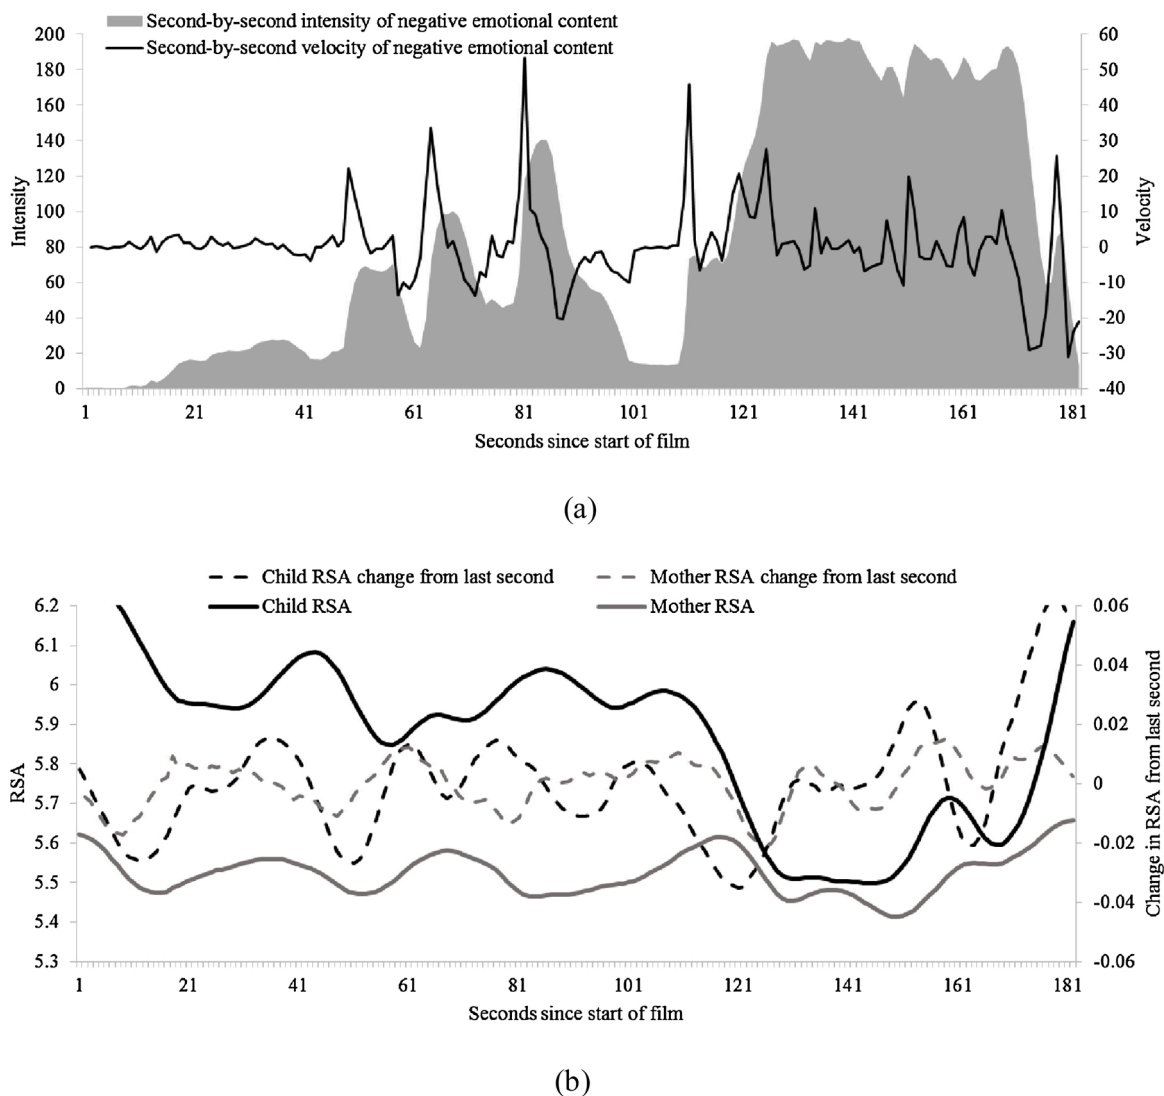 Second-by-second intensity of negative emotional content
Second-by-second velocity of negative emotional content
200
180
160
140
120
100
80
60
40
20
0
Intensity
60
50
40
30
20
10
0
-10
-20
-30
-40
Velocity
1 21 41 61 81 101 121 141 161 181
Seconds since start of film
(a)
Child RSA change from last second
Mother RSA change from last second
Child RSA
Mother RSA
6.2
6.1
6
5.9
5.8
5.7
5.6
5.5
5.4
5.3
RSA
0.06
0.04
0.02
0
-0.02
-0.04
-0.06
Change in RSA from last second
1 21 41 61 81 101 121 141 161 181
Seconds since start of film
(b)